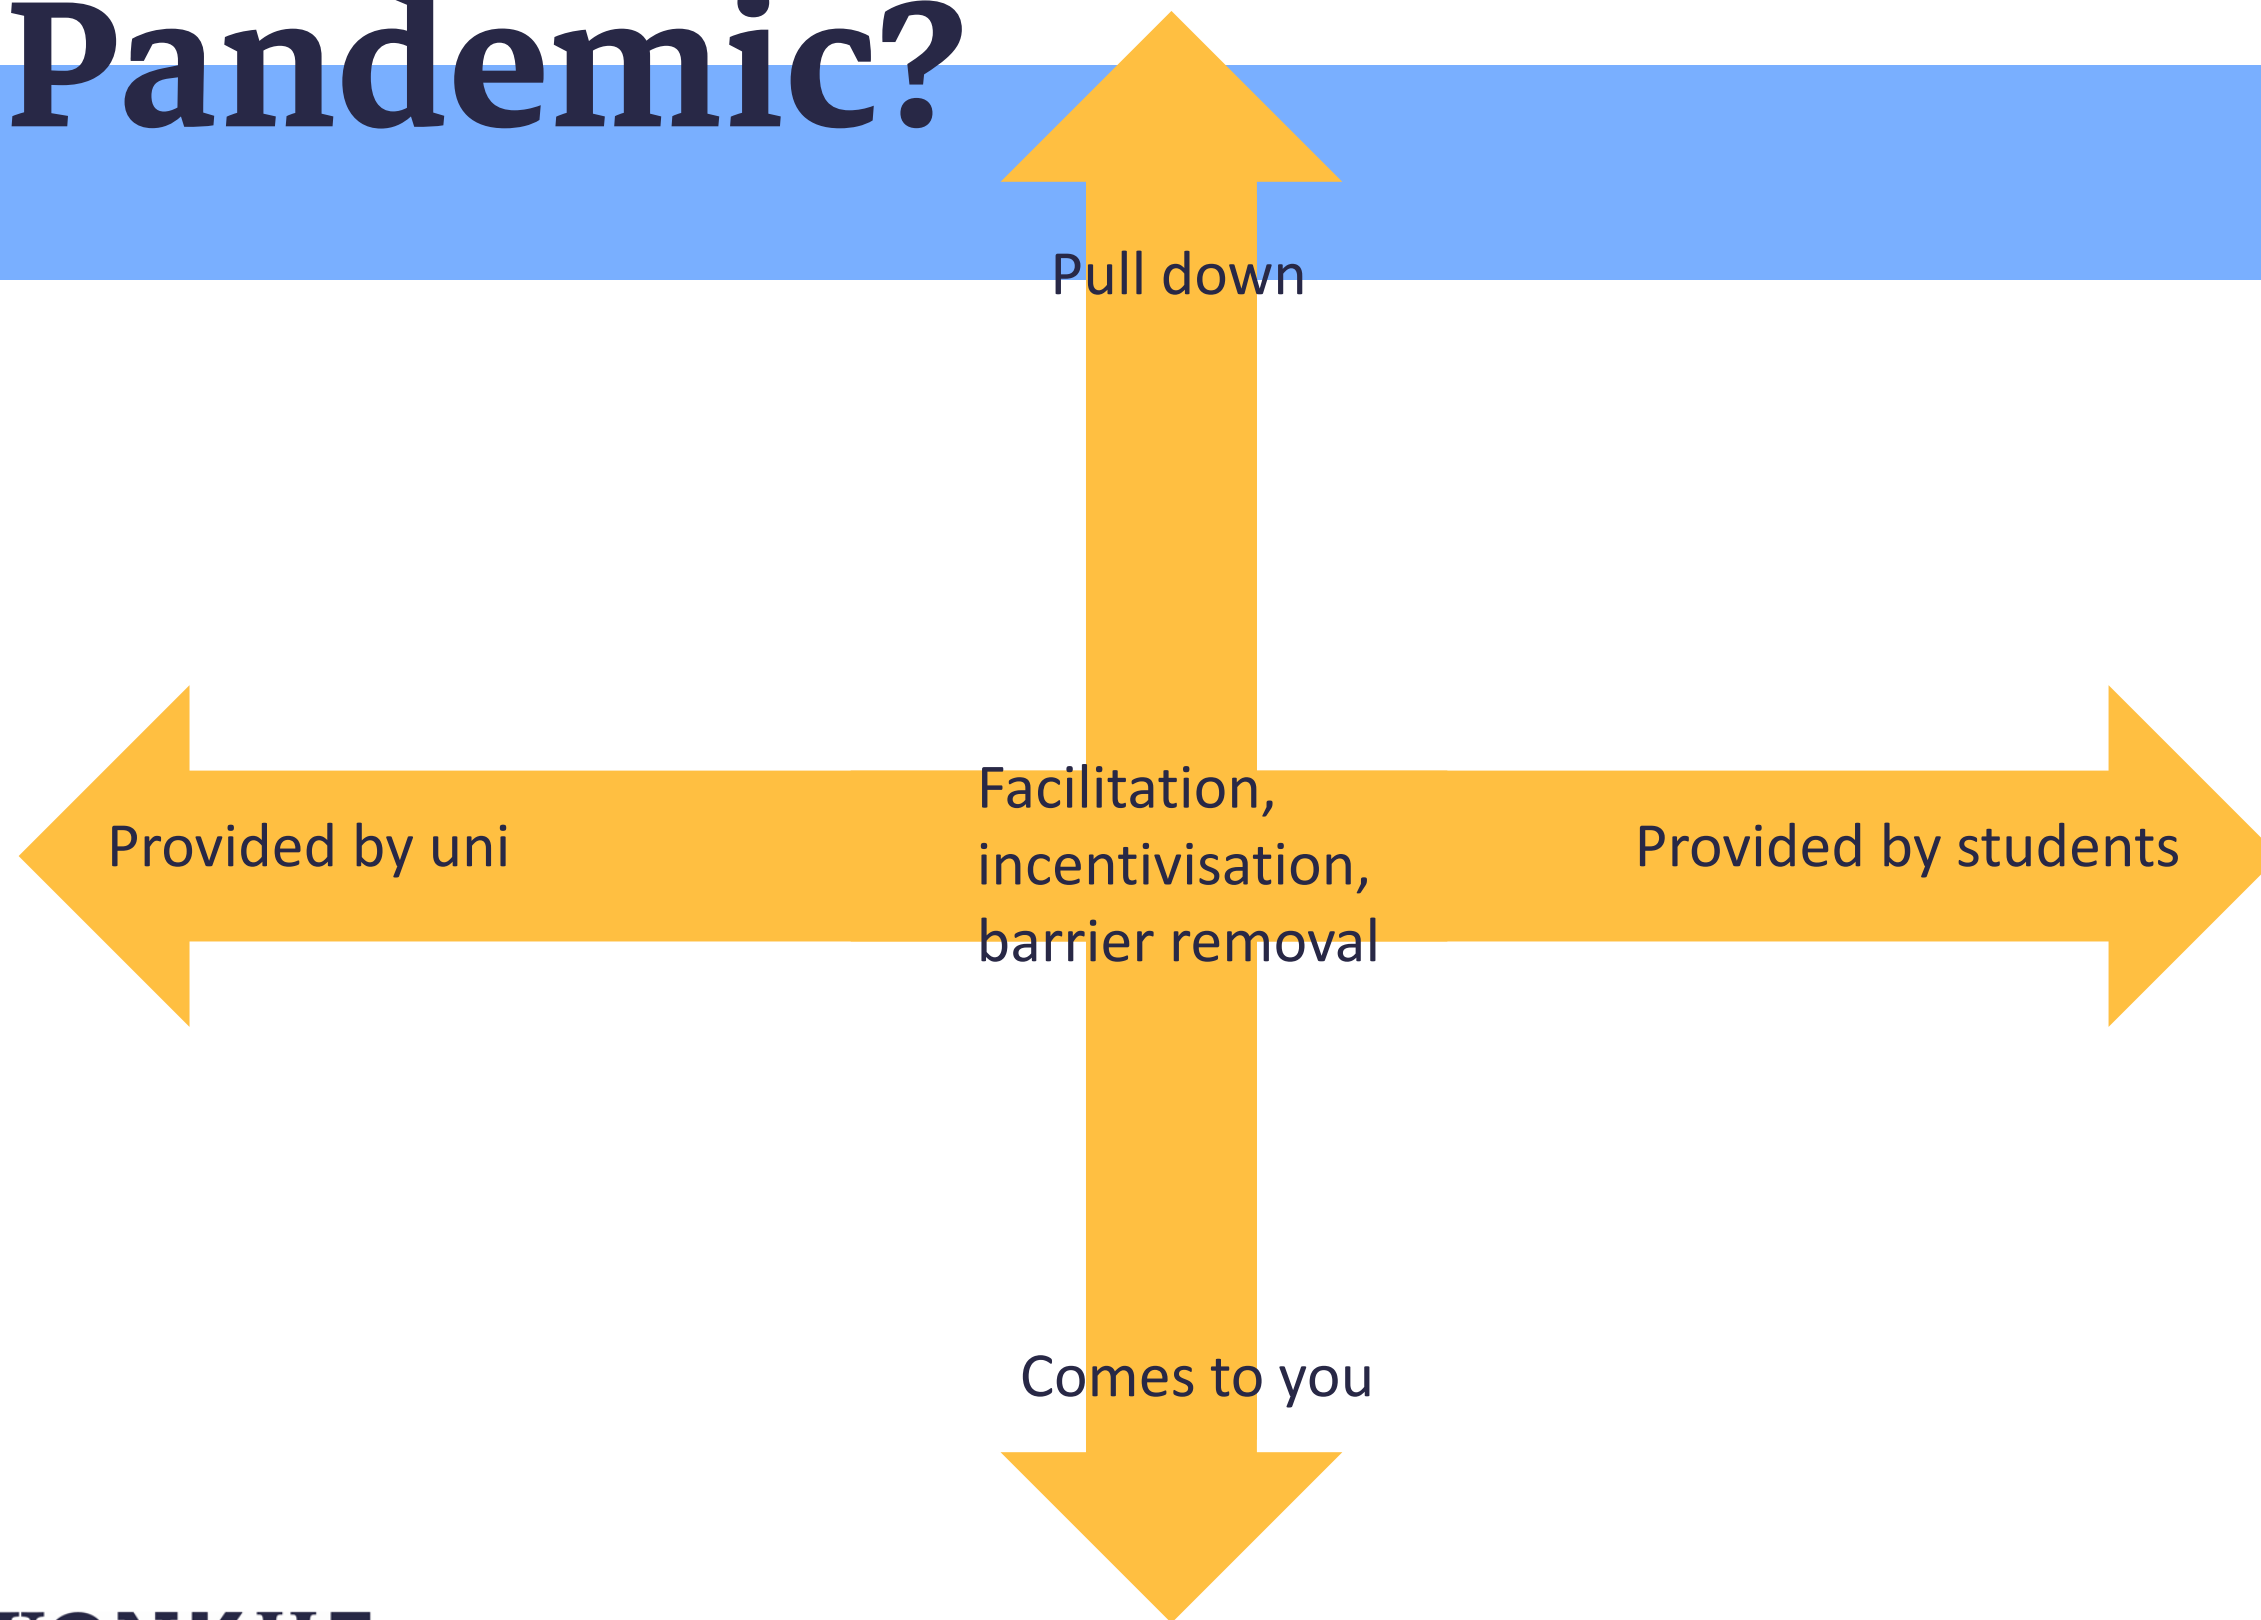 Pandemic?
Pull down
Facilitation,
incentivisation,
barrier removal
Provided by uni
Provided by students
Comes to you